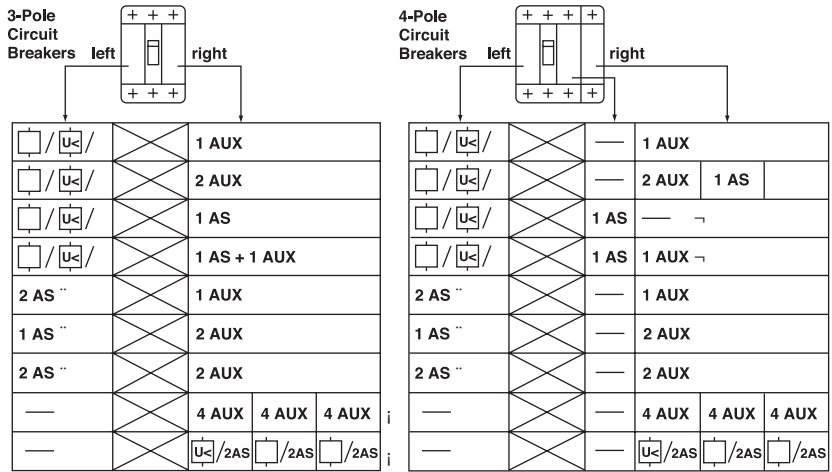 3-Pole
Circuit
Breakers left right
+ + +
+ + +
U< 1 AUX
U< 2 AUX
U< 1 AS
U< 1 AS + 1 AUX
2 AS ¨ 1 AUX
1 AS ¨ 2 AUX
2 AS ¨ 2 AUX
— 4 AUX 4 AUX 4 AUX ¡
— U< /2AS /2AS /2AS ¡
4-Pole
Circuit
Breakers left right
+ + + +
+ + + +
U< — 1 AUX
U< — 2 AUX 1 AS
U< 1 AS — ¬
U< 1 AS 1 AUX ¬
2 AS ¨ — 1 AUX
1 AS ¨ — 2 AUX
2 AS ¨ — 2 AUX
— — 4 AUX 4 AUX 4 AUX
— — U< /2AS /2AS /2AS